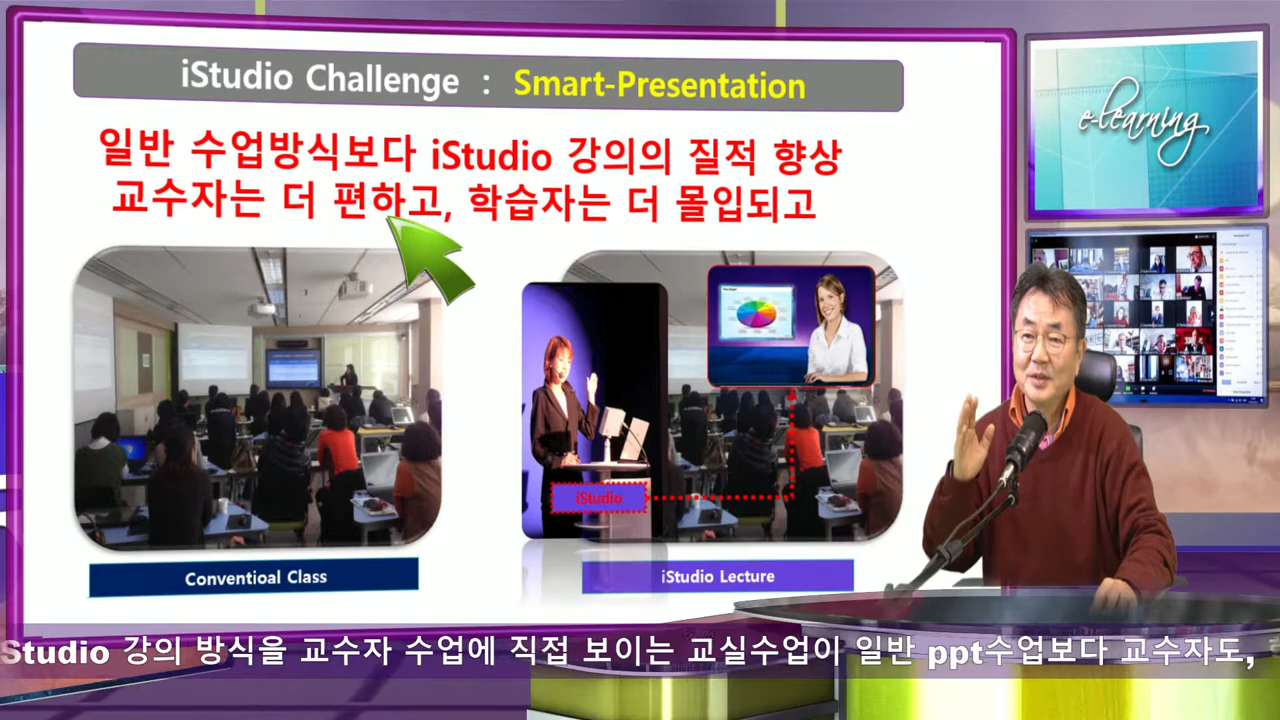 iStudio Challenge : Smart-Presentation
일반 수업방식보다 iStudio 강의의 질적 향상
교수자는 더 편하고, 학습자는 더 몰입되고
e-learning
iStudio
Conventioal Class
iStudio Lecture
Studio 강의 방식을 교수자 수업에 직접 보이는 교실수업이 일반 ppt수업보다 교수자도,